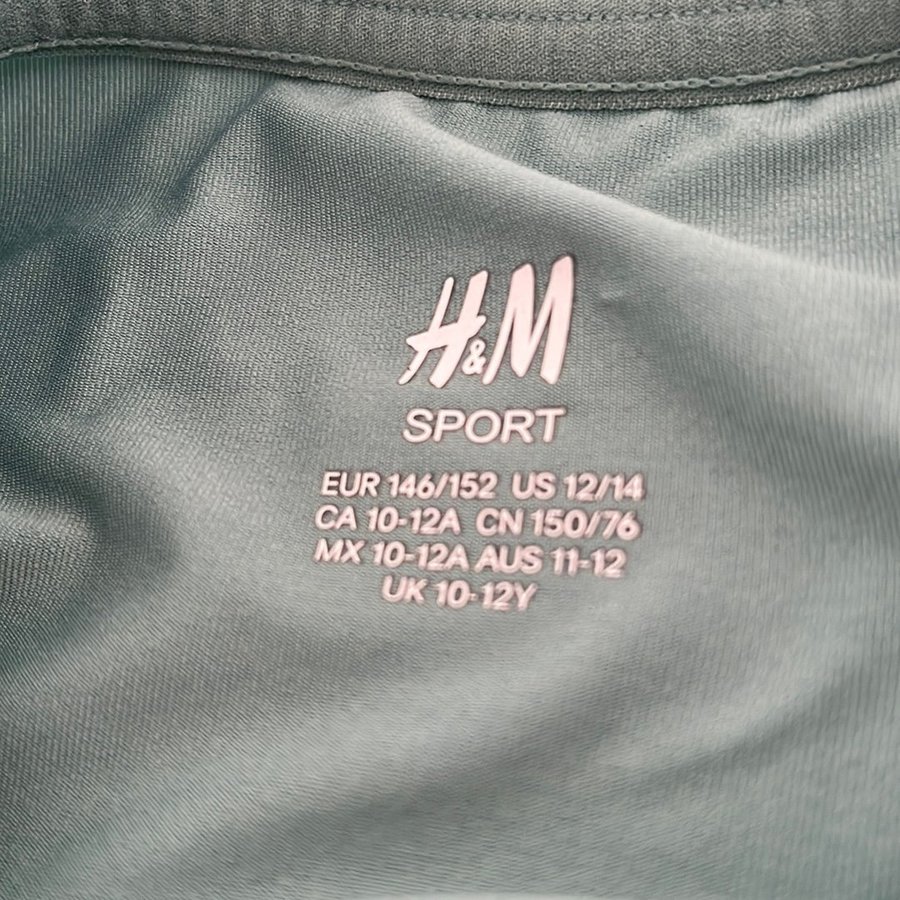 H&M
SPORT
EUR 146/152 US 12/14
CA 10-12A CN 150/76
MX 10-12A AUS 11-12
UK 10-12Y